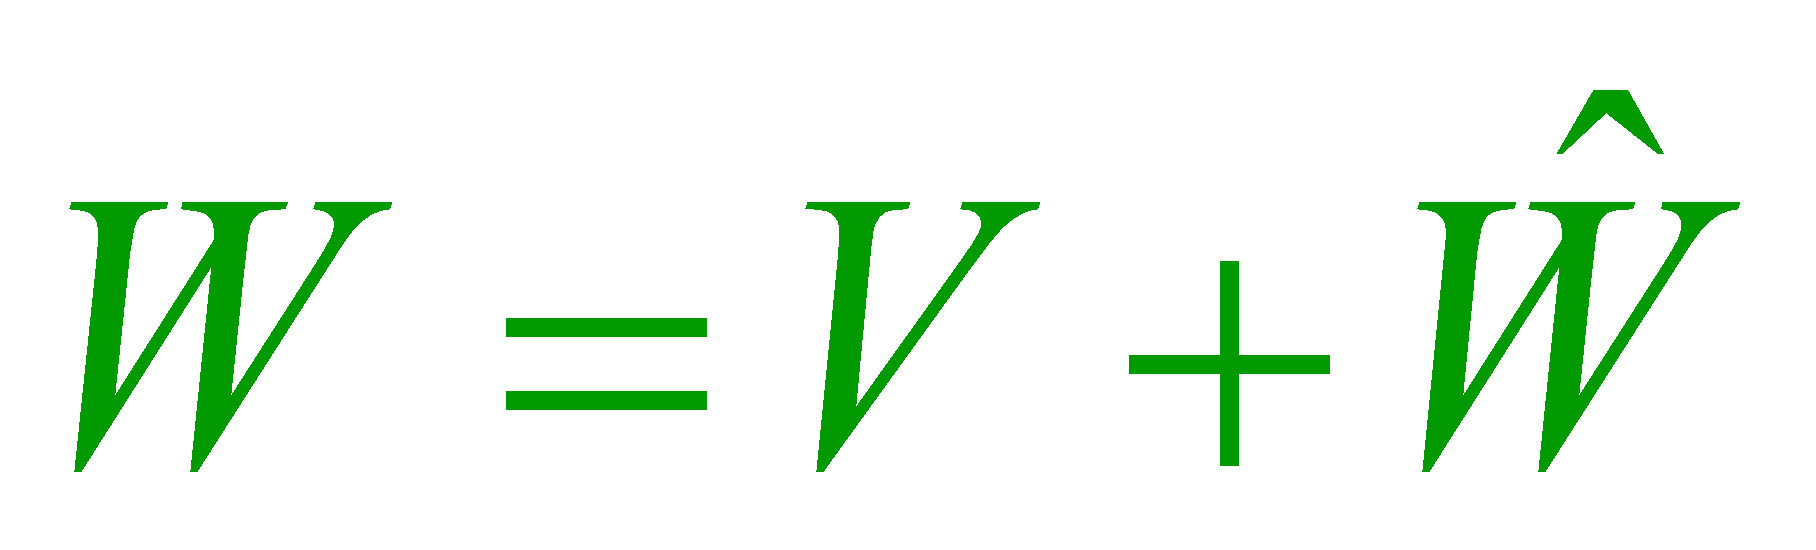 W = V + Ŵ